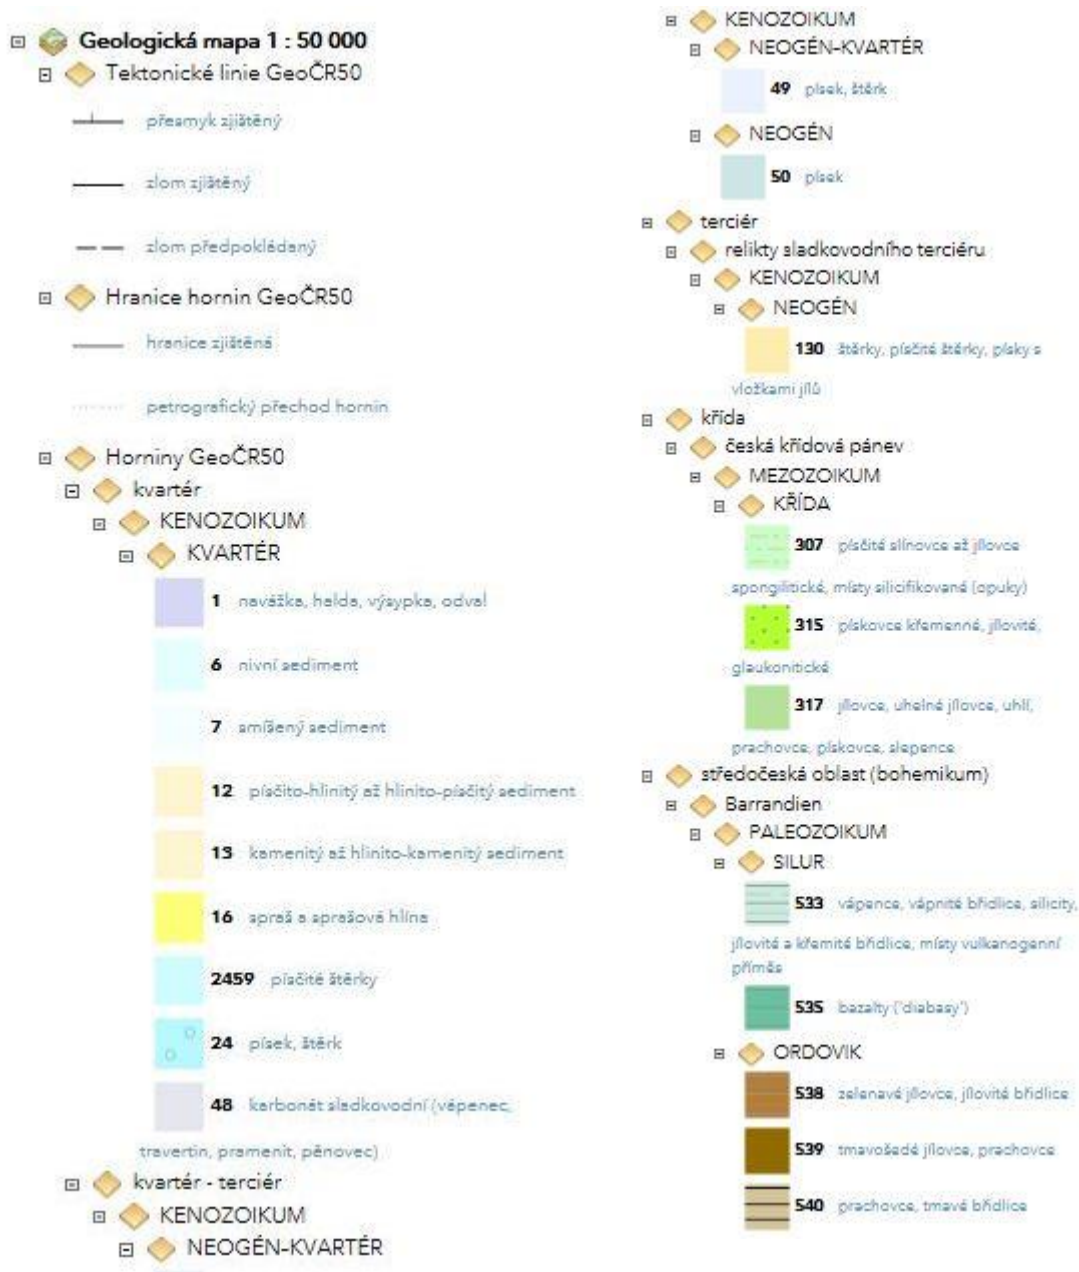 Geologická mapa 1 : 50 000
Tektonické linie GeoČR50
přesmyk zjištěný
zlom zjištěný
zlom předpokládaný
Hranice hornin GeoČR50
hranice zjištěná
petrografický přechod hornin
Horniny GeoČR50
kvartér
KENOZOIKUM
KVARTÉR
1 navážka, halda, výsypka, odval
6 nivní sediment
7 smíšený sediment
12 písčito-hlinitý až hlinito-písčitý sediment
13 kamenitý až hlinito-kamenitý sediment
16 spraš a sprašová hlína
2459 písčité štěrky
24 písek, štěrk
48 karbonát sladkovodní (vápenec,
travertin, pramenit, pěnovec)
kvartér - terciér
KENOZOIKUM
NEOGÉN-KVARTÉR
KENOZOIKUM
NEOGÉN-KVARTÉR
49 písek, štěrk
NEOGÉN
50 písek
terciér
relikty sladkovodního terciéru
KENOZOIKUM
NEOGÉN
130 štěrky, písčité štěrky, písky s
vložkami jílů
křída
česká křídová pánev
MEZOZOIKUM
KŘÍDA
307 písčité slínovce až jílovce
spongilitické, místy silicifikované (opuky)
315 pískovce křemenné, jílovité,
glaukonitické
317 jílovce, uhelné jílovce, uhlí,
prachovce, pískovce, slepence
středočeská oblast (bohemikum)
Barrandien
PALEOZOIKUM
SILUR
533 vápence, vápnité břidlice, silicity,
jílovité a křemité břidlice, místy vulkanogenní
příměs
535 bazalty ("diabasy")
ORDOVIK
538 zelenavé jílovce, jílovité břidlice
539 tmavošedé jílovce, prachovce
540 prachovce, tmavé břidlice